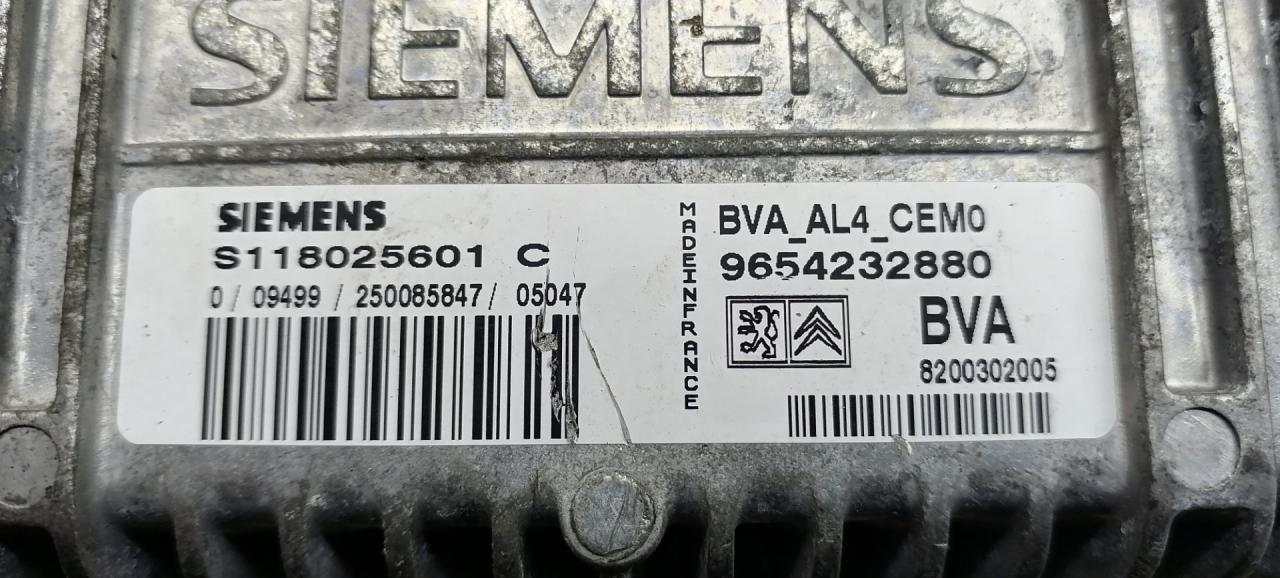 SIEMENS
SIEMENS
S118025601 C
0 / 09499 / 250085847 / 05047
MADEINFRANCE
BVA_AL4_CEM0
9654232880
BVA
8200302005